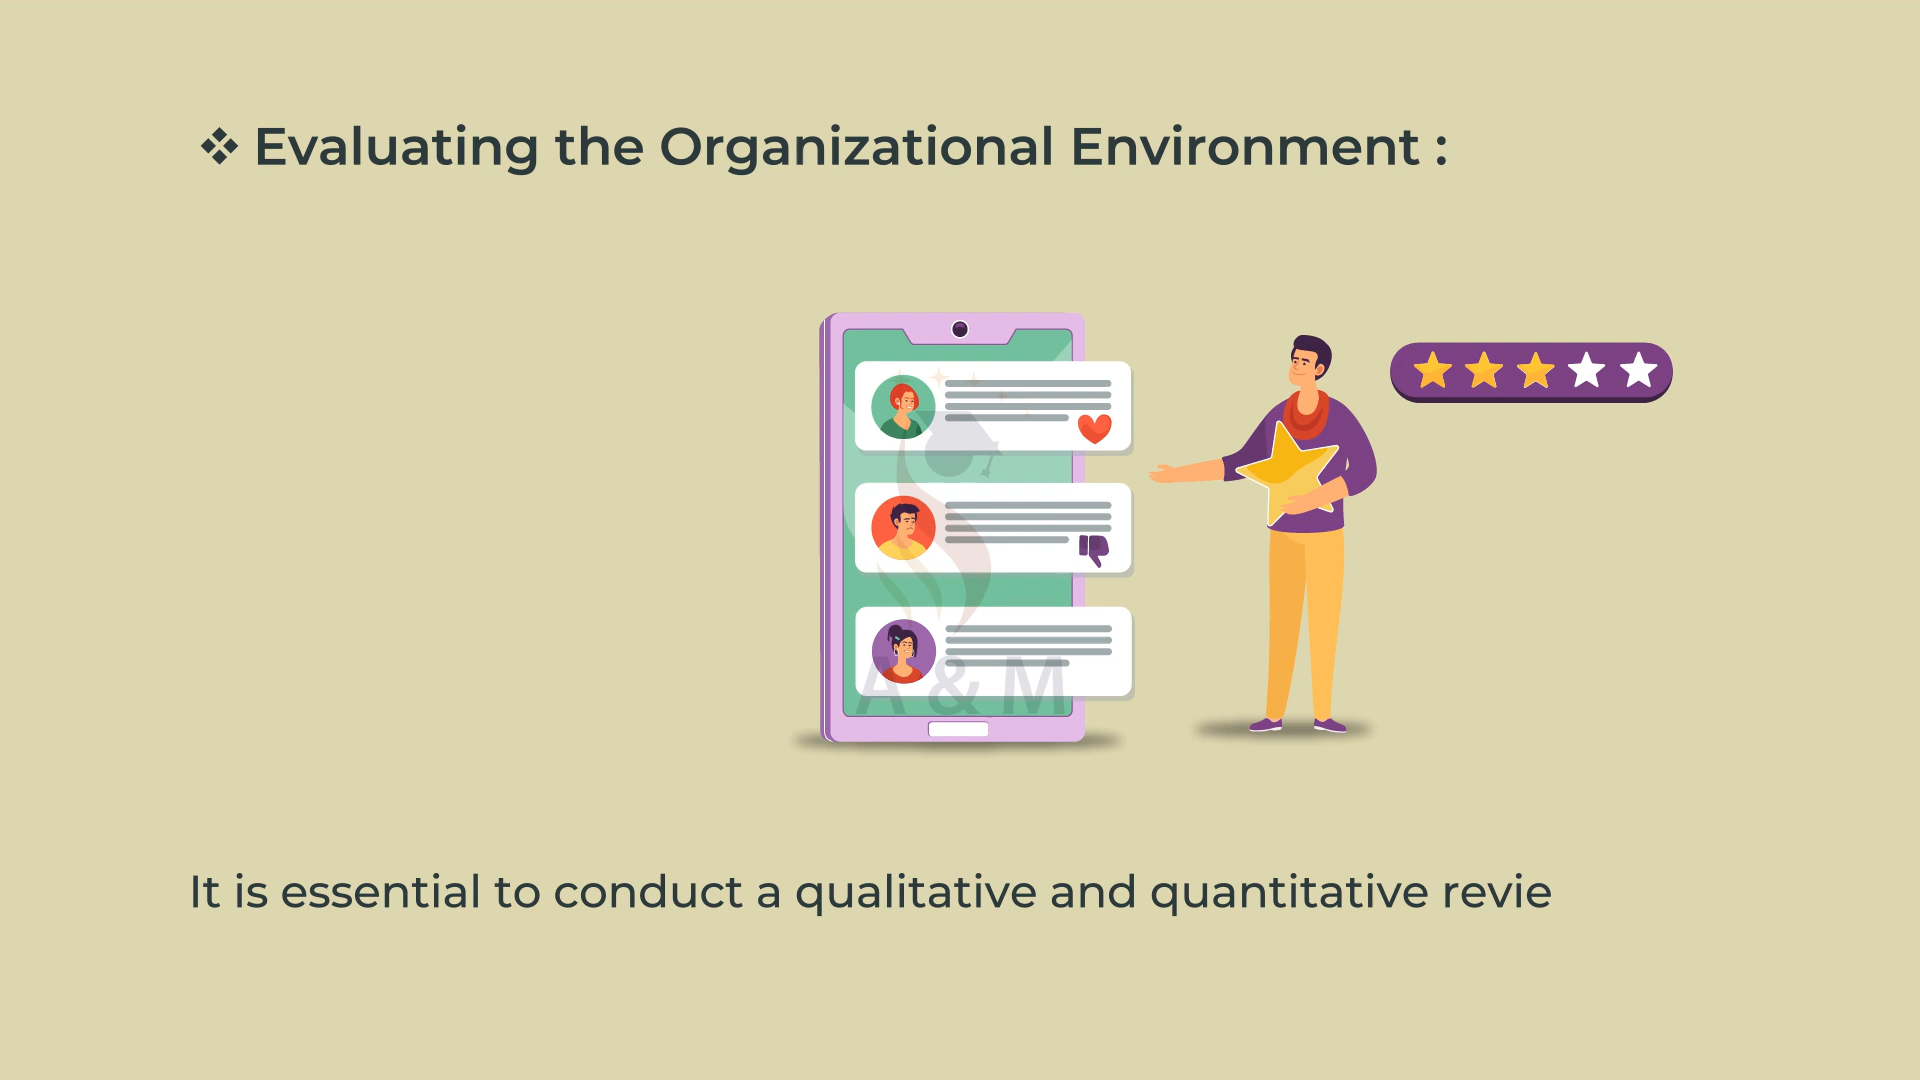 ❖ Evaluating the Organizational Environment :
A & M
It is essential to conduct a qualitative and quantitative revie